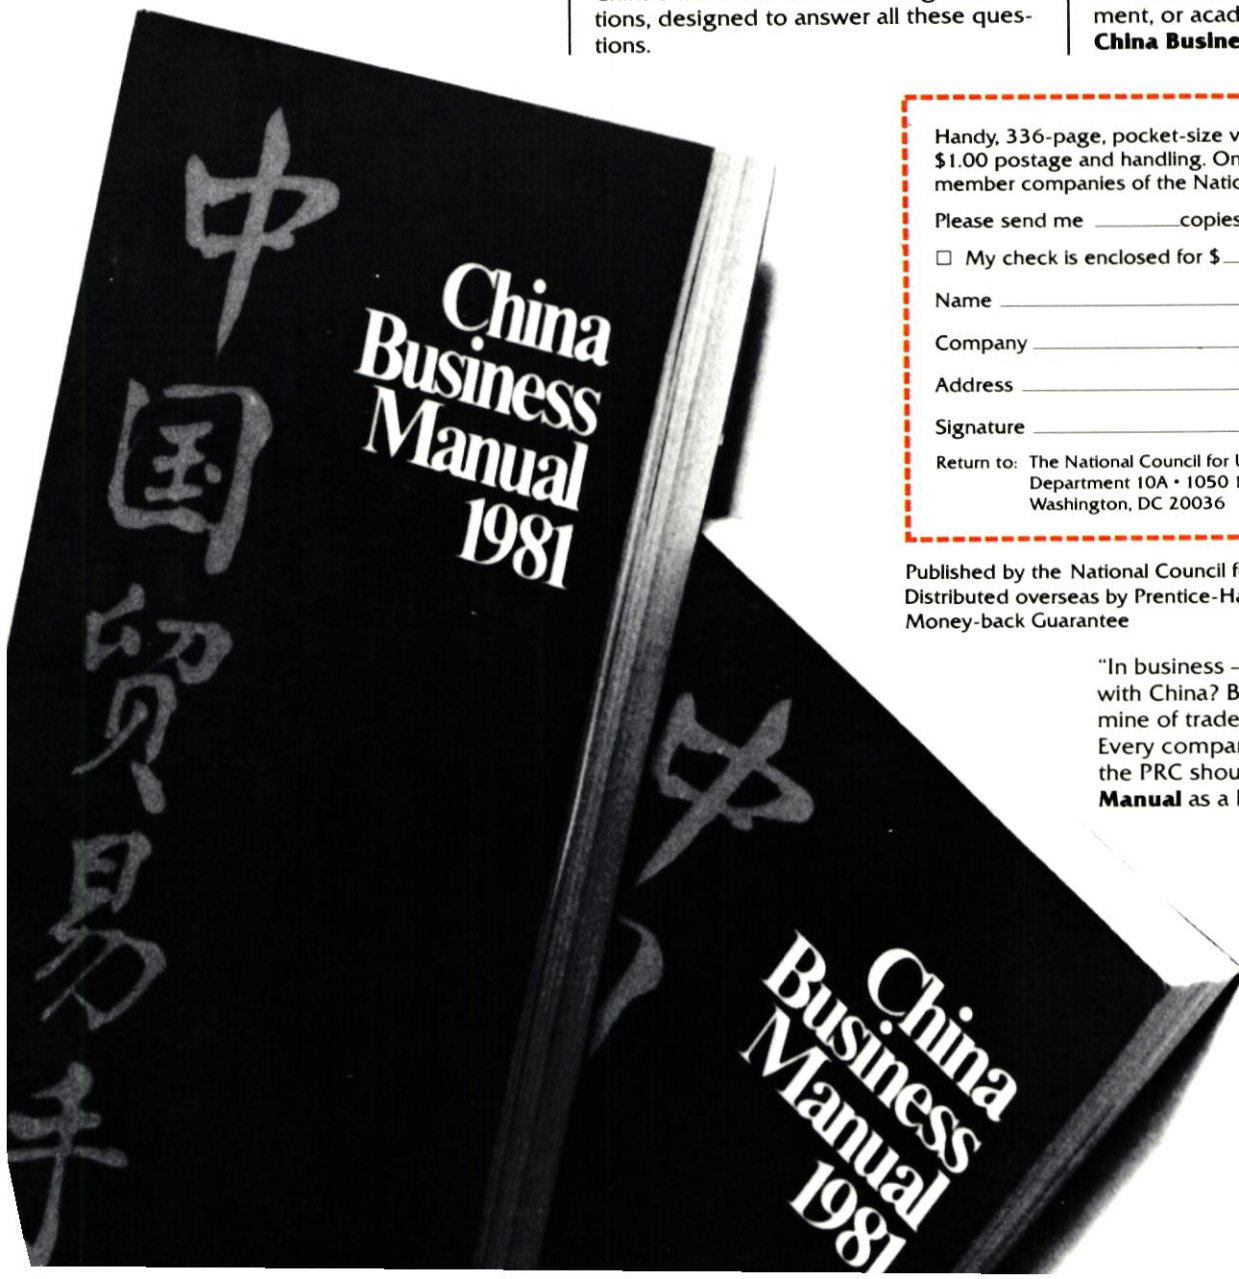 tions, designed to answer all these ques-
tions.
ment, or acad
China Busine
中国贸易手
China
Business
Manual
1981
Handy, 336-page, pocket-size v
$1.00 postage and handling. On
member companies of the Natio
Please send me ______ copies
☐ My check is enclosed for $
Name
Company
Address
Signature
Return to: The National Council for U
Department 10A • 1050 1
Washington, DC 20036
Published by the National Council f
Distributed overseas by Prentice-Ha
Money-back Guarantee
"In business –
with China? B
mine of trade
Every compan
the PRC shou
Manual as a
中
China
Business
Manual
1981